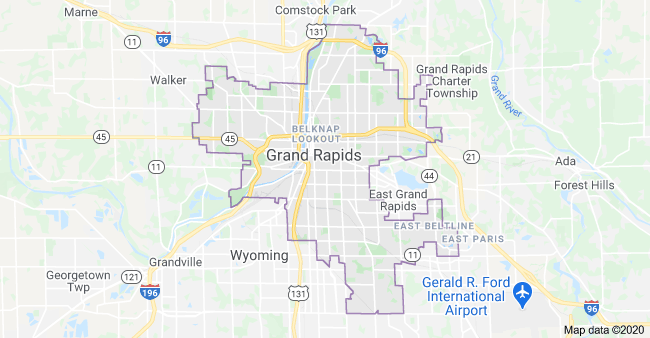 Comstock Park
Marne
131
11
96
96
Walker
Grand Rapids
Charter
Township
Grand River
BELKNAP
LOOKOUT
45
45
Grand Rapids
21
11
44
Ada
Forest Hills
East Grand
Rapids
EAST BELTLINE
EAST PARIS
Wyoming
11
Grandville
Georgetown
Twp
121
196
131
Gerald R. Ford
International
Airport
96
Map data ©2020